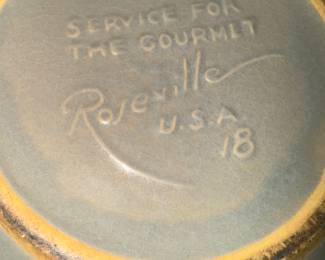 SERVICE FOR
THE GOURMET
Roseville
U.S.A.
18